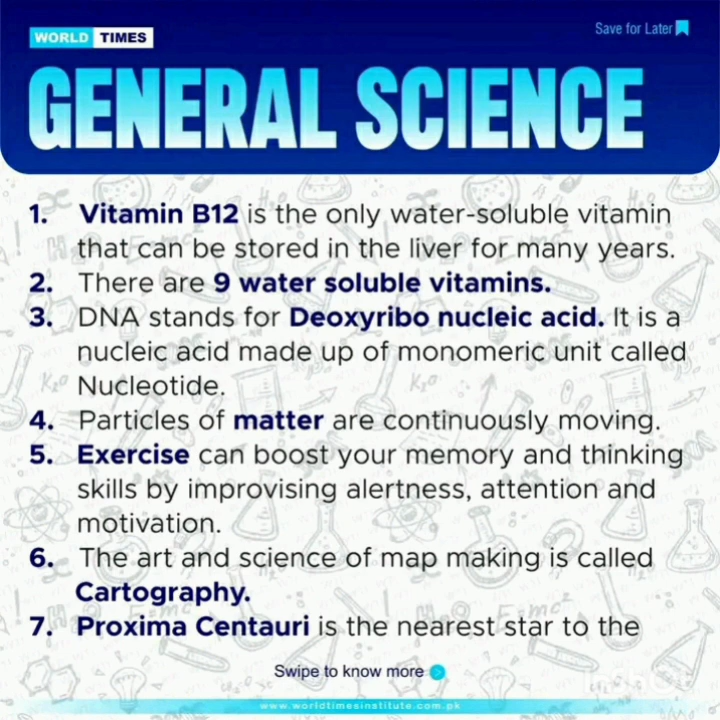 WORLD TIMES
Save for Later
GENERAL SCIENCE
1. Vitamin B12 is the only water-soluble vitamin
that can be stored in the liver for many years.
2. There are 9 water soluble vitamins.
3. DNA stands for Deoxyribo nucleic acid. It is a
nucleic acid made up of monomeric unit called
Nucleotide.
4. Particles of matter are continuously moving.
5. Exercise can boost your memory and thinking
skills by improvising alertness, attention and
motivation.
6. The art and science of map making is called
Cartography.
7. Proxima Centauri is the nearest star to the
Swipe to know more
www.worldtimesinstitute.com.pk